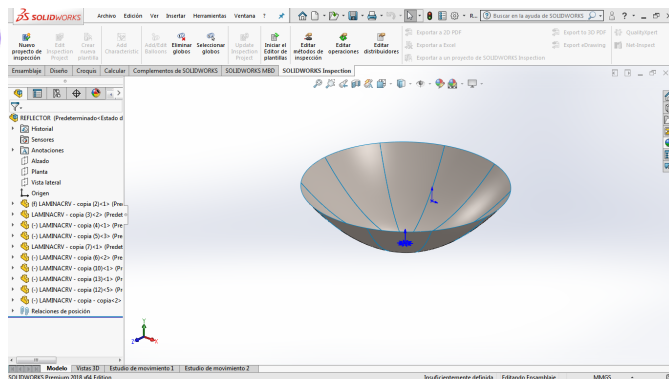 SOLIDWORKS Archivo Edición Ver Insertar Herramientas Ventana ? Buscar en la ayuda de SOLIDWORKS ?
Nuevo proyecto de inspección
Edit Inspection Project
Crear nueva plantilla
Add Characteristic
Add/Edit Balloons
Eliminar globos
Seleccionar globos
Update Inspection Project
Iniciar el Editor de plantillas
Editar métodos de inspección
Editar operaciones
Editar distribuidores
Exportar a 2D PDF
Exportar a Excel
Exportar a un proyecto de SOLIDWORKS Inspection
Export to 3D PDF
Export eDrawing
QualityXpert
Net-Inspect
Ensamblaje Diseño Croquis Calcular Complementos de SOLIDWORKS SOLIDWORKS MBD SOLIDWORKS Inspection
REFLECTOR (Predeterminado<Estado d
Historial
Sensores
Anotaciones
Alzado
Planta
Vista lateral
Origen
(f) LAMINACRV - copia (2)<1> (Pre
LAMINACRV - copia (3)<2> (Predet
(-) LAMINACRV - copia (4)<1> (Pre
(-) LAMINACRV - copia (5)<3> (Pre
LAMINACRV - copia (7)<1> (Predet
(-) LAMINACRV - copia (6)<2> (Pre
(-) LAMINACRV - copia (10)<1> (Pr
(-) LAMINACRV - copia (13)<1> (Pr
(-) LAMINACRV - copia (12)<5> (Pr
(-) LAMINACRV - copia - copia<2>
Relaciones de posición
Y
Z
X
Modelo Vistas 3D Estudio de movimiento 1 Estudio de movimiento 2
SOLIDWORKS Premium 2018 x64 Edition Insuficientemente definida Editando Ensamblaje MMGS